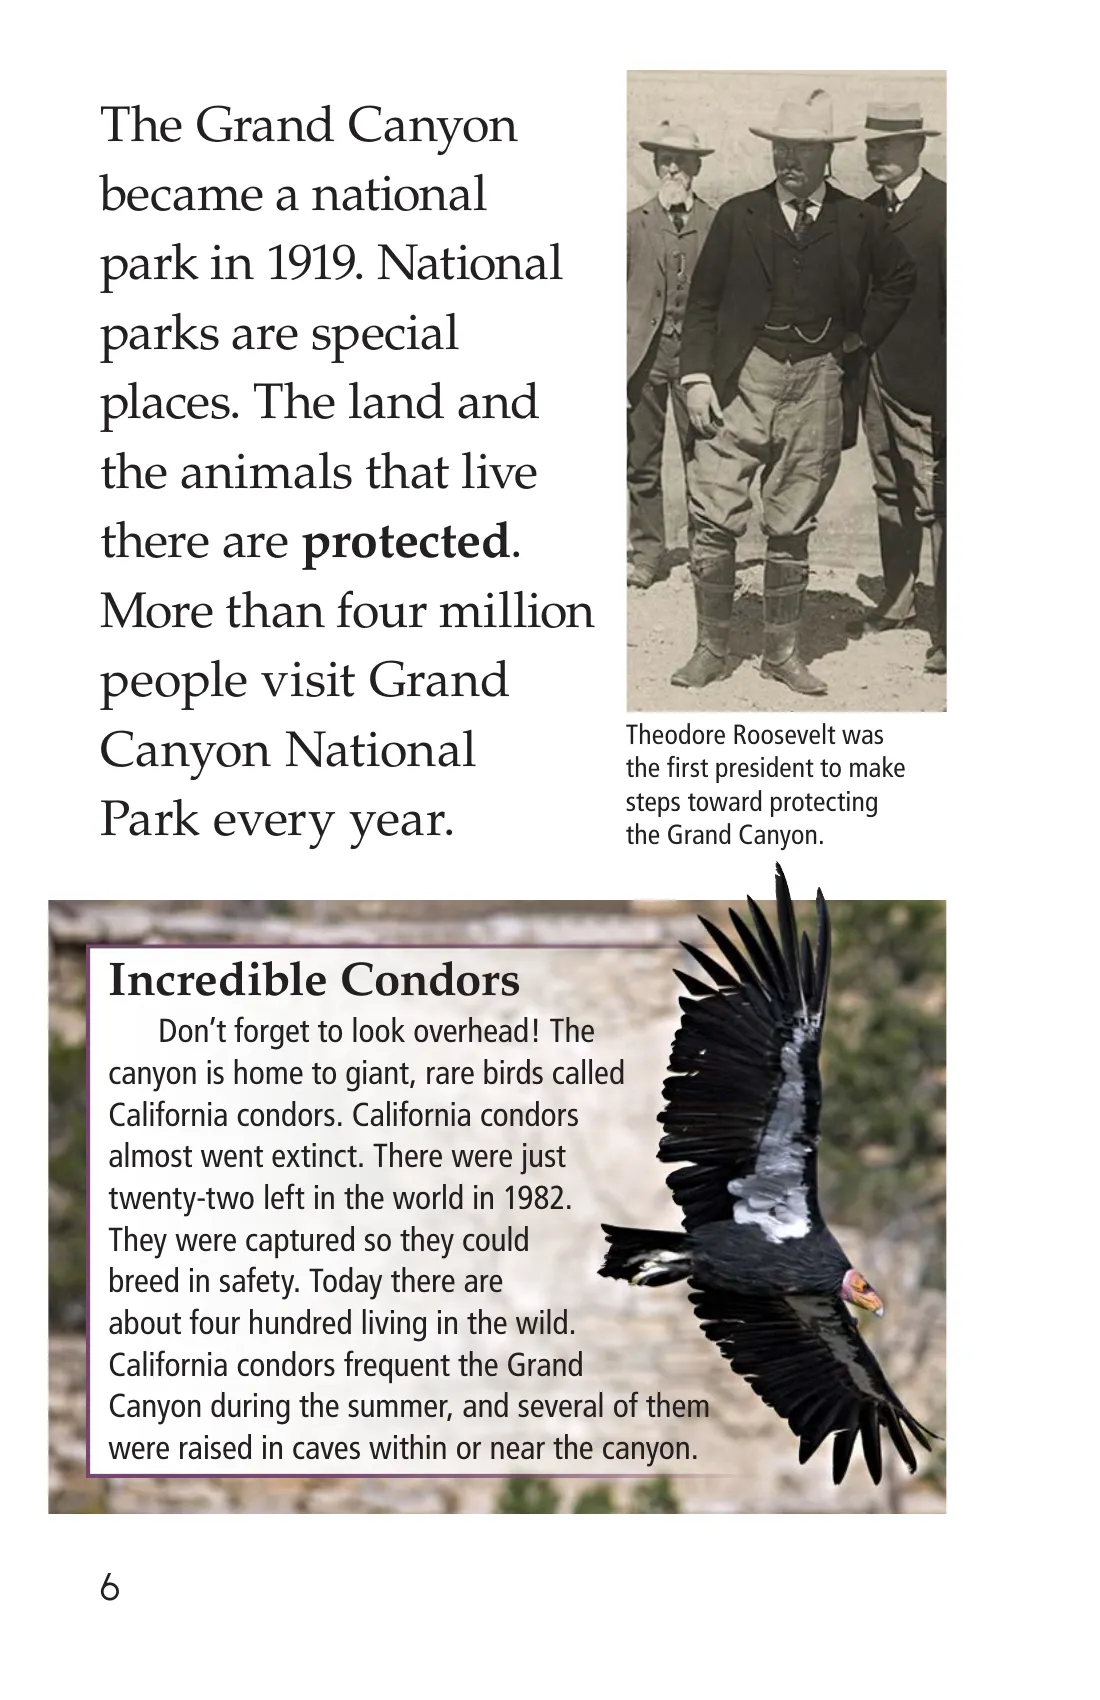 The Grand Canyon
became a national
park in 1919. National
parks are special
places. The land and
the animals that live
there are protected.
More than four million
people visit Grand
Canyon National
Park every year.
Theodore Roosevelt was
the first president to make
steps toward protecting
the Grand Canyon.
Incredible Condors
Don’t forget to look overhead! The
canyon is home to giant, rare birds called
California condors. California condors
almost went extinct. There were just
twenty-two left in the world in 1982.
They were captured so they could
breed in safety. Today there are
about four hundred living in the wild.
California condors frequent the Grand
Canyon during the summer, and several of them
were raised in caves within or near the canyon.
6